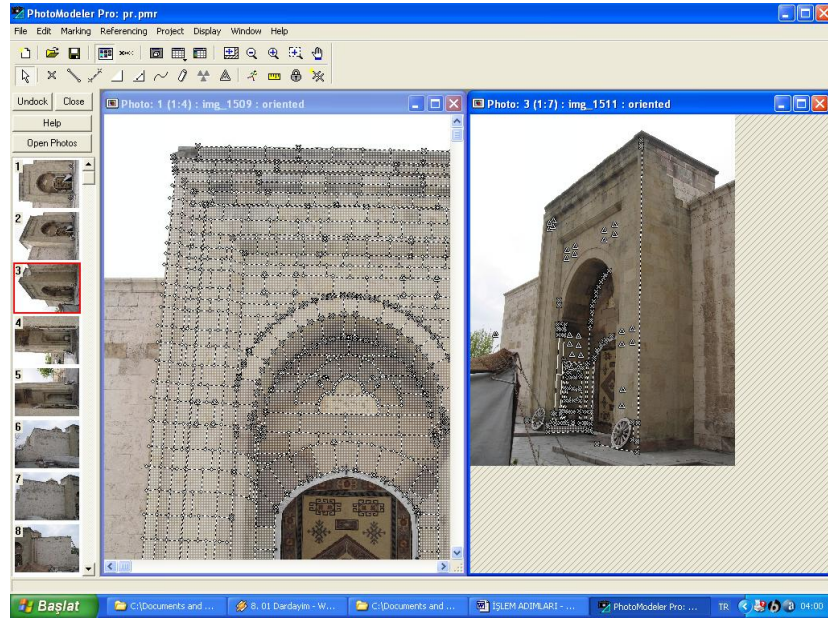 PhotoModeler Pro: pr.pmr
File Edit Marking Referencing Project Display Window Help
Undock Close
Help
Open Photos
1
2
3
4
5
6
7
8
Photo: 1 (1:4) : img_1509 : oriented
Photo: 3 (1:7) : img_1511 : oriented
Başlat
C:\Documents and ...
8. 01 Dardayim - W...
C:\Documents and ...
İŞLEM ADIMLARI - ...
PhotoModeler Pro: ...
TR
04:00